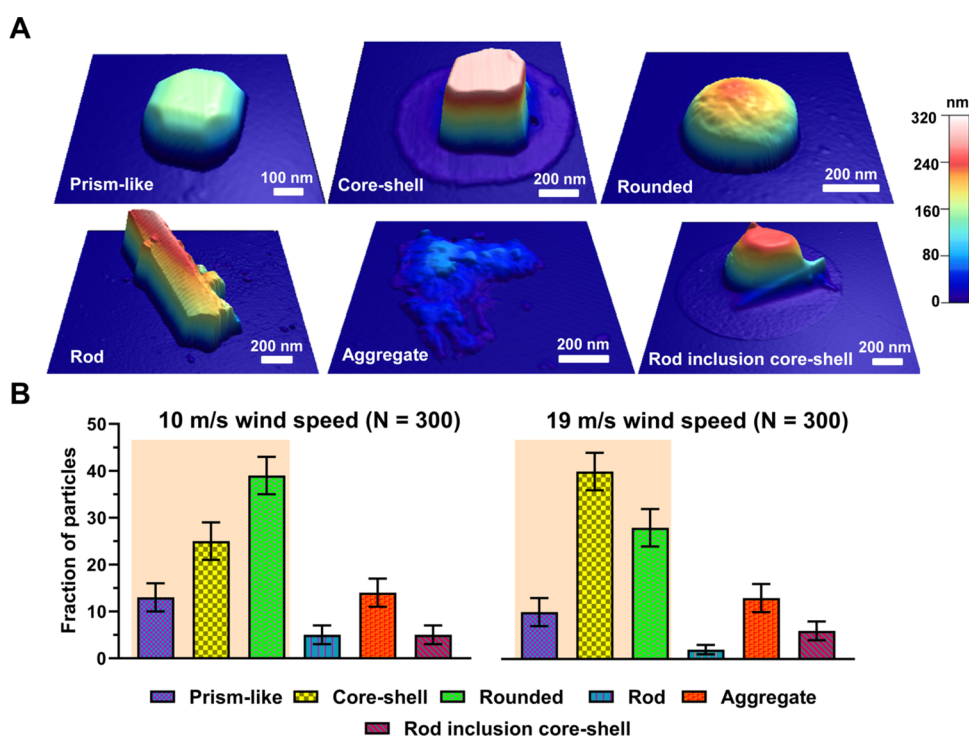 A
Prism-like
100 nm
Core-shell
200 nm
Rounded
200 nm
nm
320
240
160
80
0
Rod
200 nm
Aggregate
200 nm
Rod inclusion core-shell
200 nm
B
10 m/s wind speed (N = 300)
19 m/s wind speed (N = 300)
Fraction of particles
50
40
30
20
10
0
Prism-like
Core-shell
Rounded
Rod
Aggregate
Rod inclusion core-shell